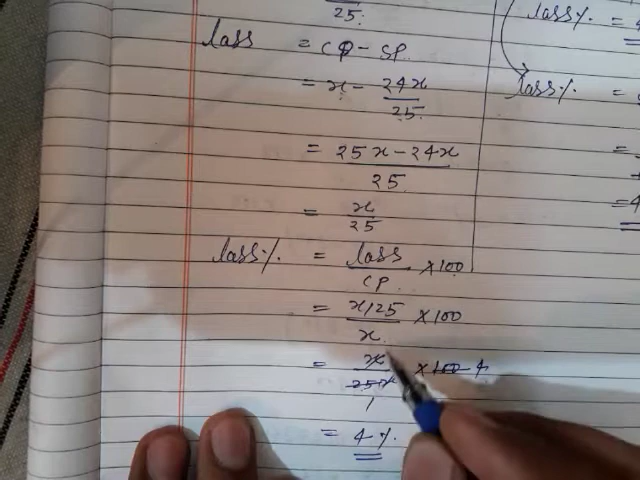 25
loss = CP - SP
= x - 24x/25
= 25x - 24x/25
= x/25
loss% = loss/CP × 100
= x/25/x × 100
= x/25x × 100 4
1
= 4%
loss% =
loss% =
=
=4